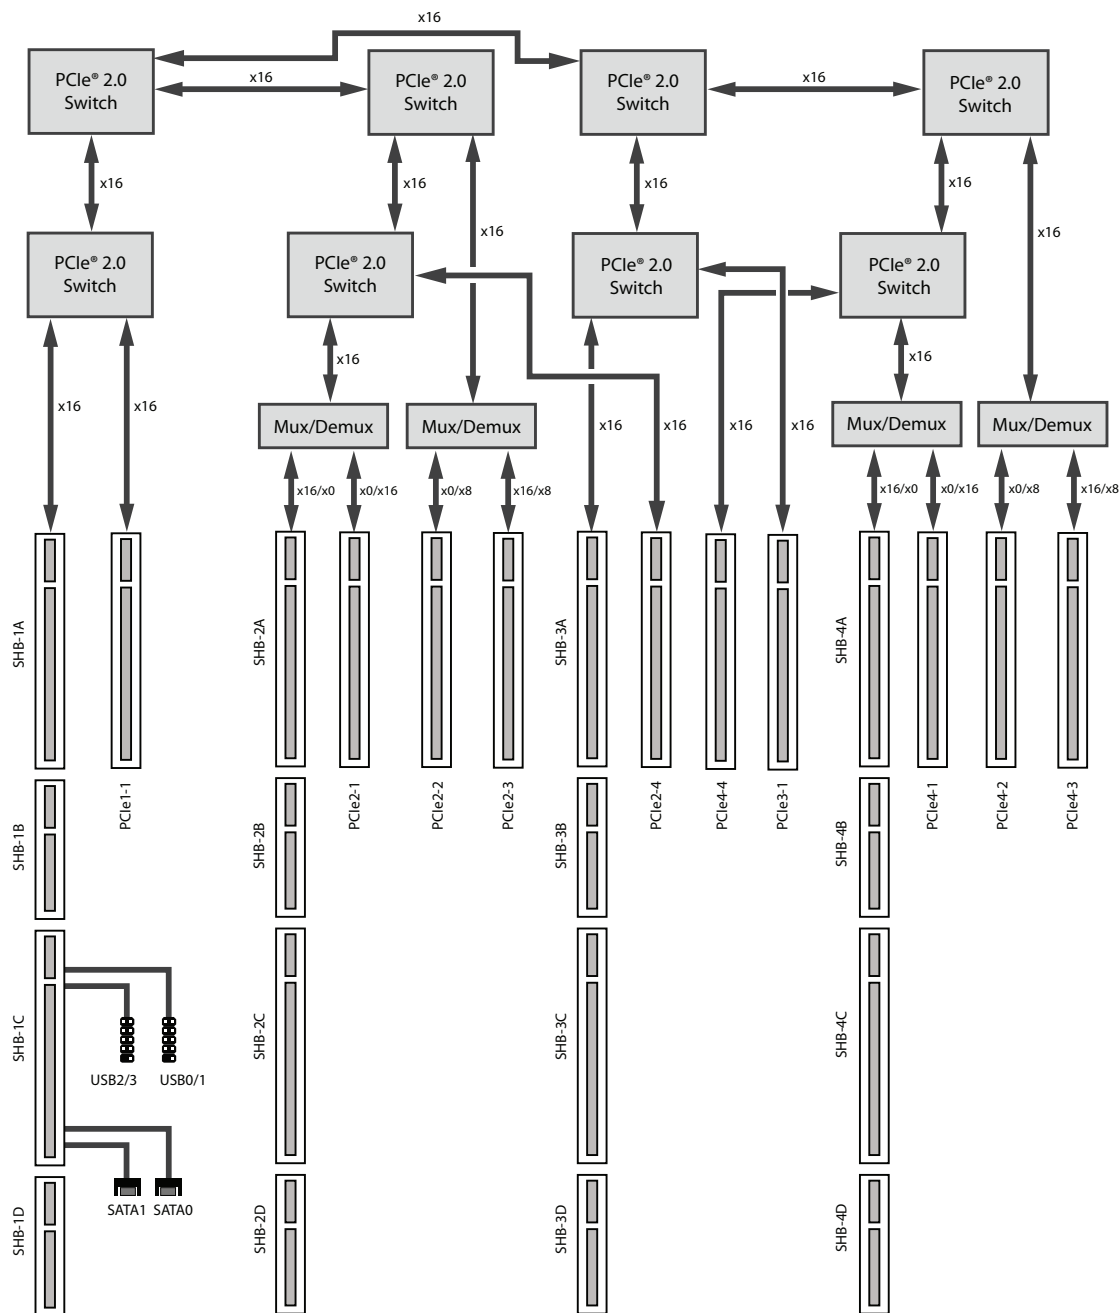 x16
PCIe® 2.0
Switch
x16
PCIe® 2.0
Switch
PCIe® 2.0
Switch
x16
PCIe® 2.0
Switch
x16
x16
x16
x16
x16
x16
PCIe® 2.0
Switch
PCIe® 2.0
Switch
PCIe® 2.0
Switch
PCIe® 2.0
Switch
x16
x16
x16
x16
Mux/Demux
Mux/Demux
x16
x16
x16
x16
Mux/Demux
Mux/Demux
x16/x0
x0/x16
x0/x8
x16/x8
x16/x0
x0/x16
x0/x8
x16/x8
SHB-1A
SHB-2A
SHB-3A
SHB-4A
PCIe1-1
PCIe2-1
PCIe2-2
PCIe2-3
PCIe2-4
PCIe4-4
PCIe3-1
PCIe4-1
PCIe4-2
PCIe4-3
SHB-1B
SHB-2B
SHB-3B
SHB-4B
SHB-1C
SHB-2C
SHB-3C
SHB-4C
USB2/3
USB0/1
SATA1
SATA0
SHB-1D
SHB-2D
SHB-3D
SHB-4D